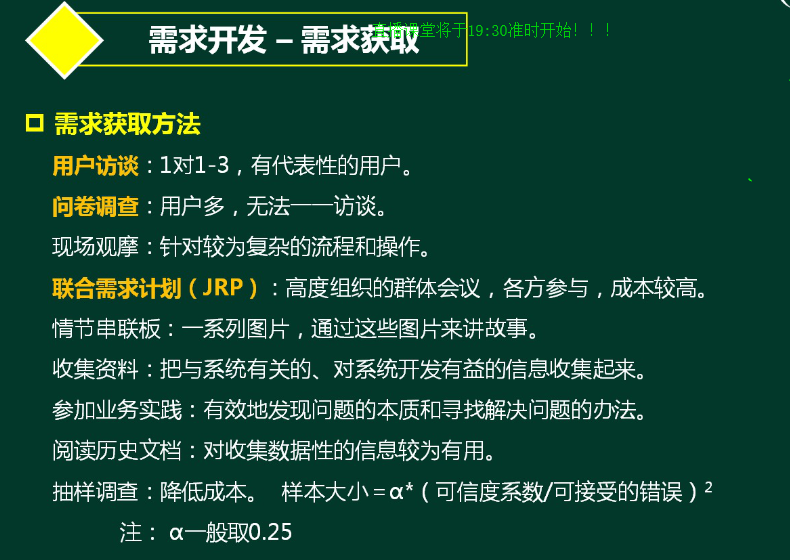 需求开发 – 需求获取
直播课堂将于19:30准时开始！！！
需求获取方法
用户访谈：1对1-3，有代表性的用户。
问卷调查：用户多，无法一一访谈。
现场观摩：针对较为复杂的流程和操作。
联合需求计划（JRP）：高度组织的群体会议，各方参与，成本较高。
情节串联板：一系列图片，通过这些图片来讲故事。
收集资料：把与系统有关的、对系统开发有益的信息收集起来。
参加业务实践：有效地发现问题的本质和寻找解决问题的办法。
阅读历史文档：对收集数据性的信息较为有用。
抽样调查：降低成本。 样本大小＝α*（可信度系数/可接受的错误）²
注： α一般取0.25